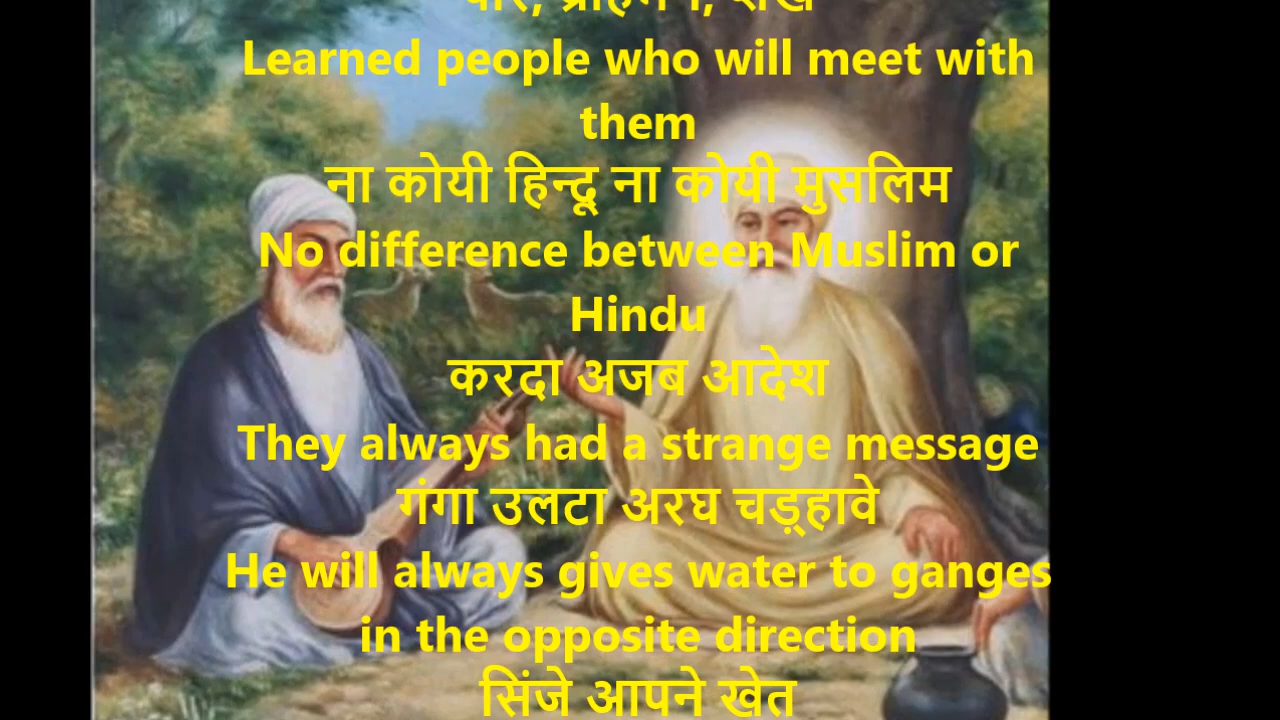 Learned people who will meet with
them
ना कोयी हिन्दू ना कोयी मुसलिम
No difference between Muslim or
Hindu
करदा अजब आदेश
They always had a strange message
गंगा उलटा अरघ चड़्हावे
He will always gives water to ganges
in the opposite direction
सिंजे आपने खेत